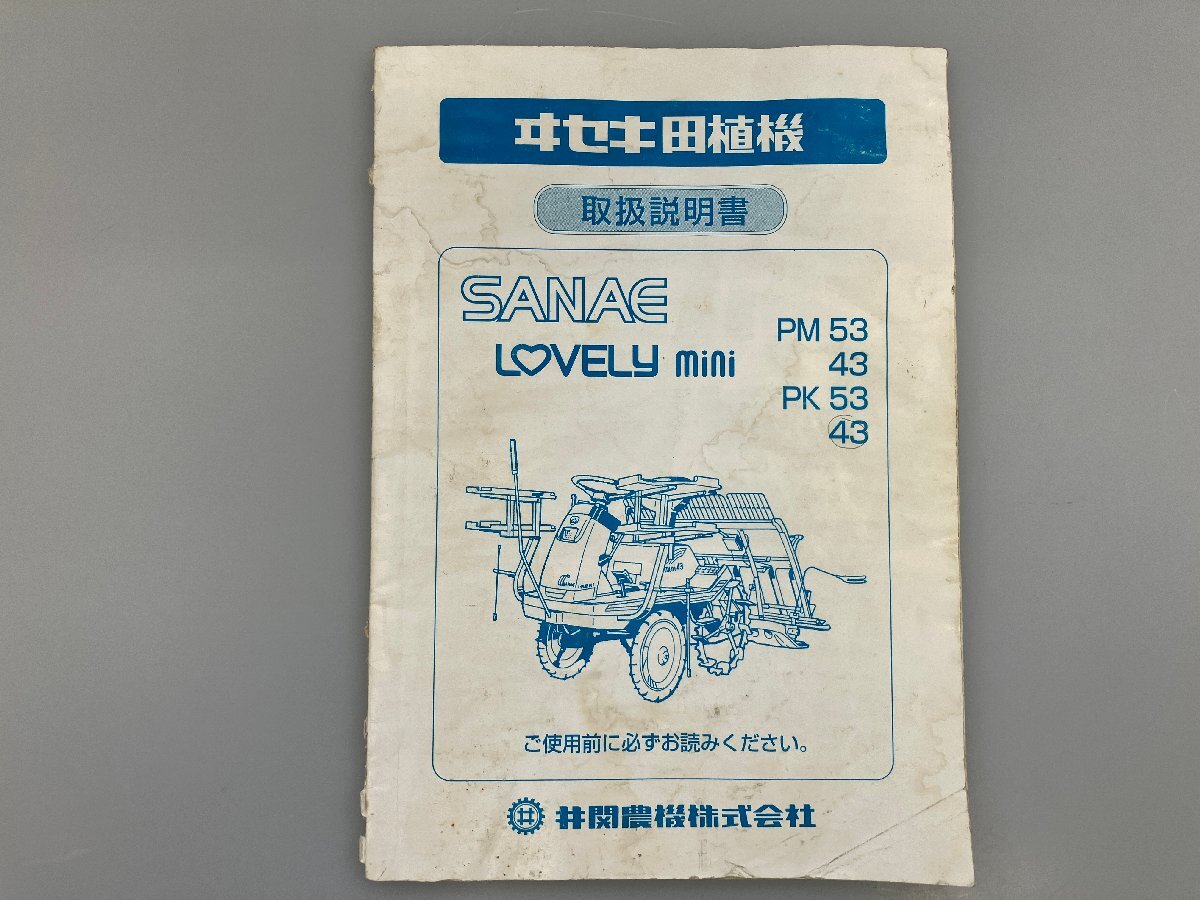 ヰセキ田植機
取扱説明書
SANAE
LOVELY mini
PM 53
43
PK 53
43
ご使用前に必ずお読みください。
井関農機株式会社